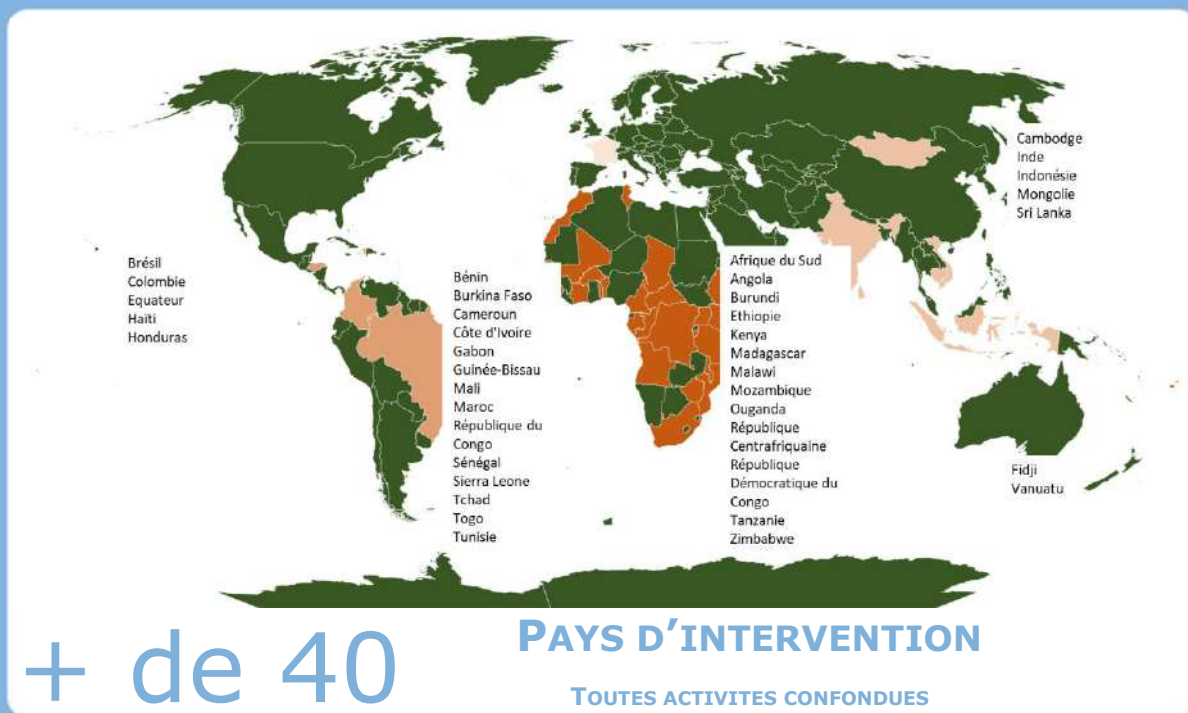 Cambodge
Inde
Indonésie
Mongolie
Sri Lanka
Brésil
Colombie
Equateur
Haïti
Honduras
Bénin
Burkina Faso
Cameroun
Côte d'Ivoire
Gabon
Guinée-Bissau
Mali
Maroc
République du
Congo
Sénégal
Sierra Leone
Tchad
Togo
Tunisie
Afrique du Sud
Angola
Burundi
Ethiopie
Kenya
Madagascar
Malawi
Mozambique
Ouganda
République
Centrafriquaine
République
Démocratique du
Congo
Tanzanie
Zimbabwe
Fidji
Vanuatu
+ de 40
PAYS D'INTERVENTION
TOUTES ACTIVITES CONFONDUES